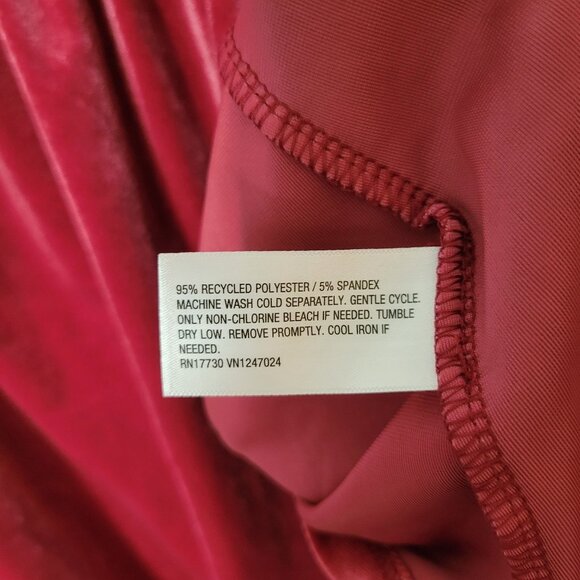 95% RECYCLED POLYESTER / 5% SPANDEX
MACHINE WASH COLD SEPARATELY. GENTLE CYCLE.
ONLY NON-CHLORINE BLEACH IF NEEDED. TUMBLE
DRY LOW. REMOVE PROMPTLY. COOL IRON IF
NEEDED.
RN17730 VN1247024